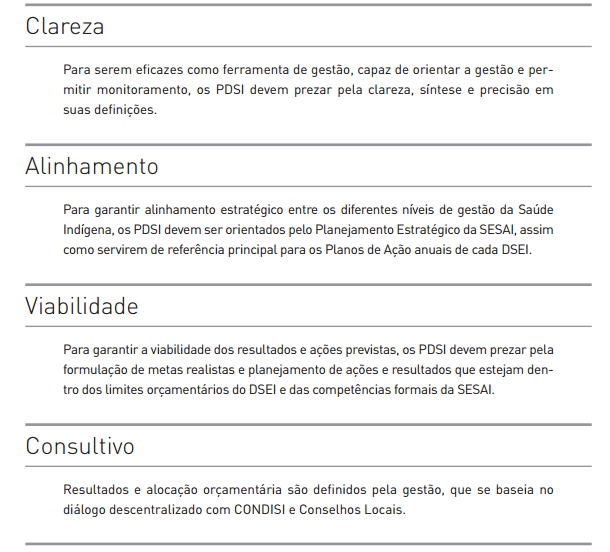 Clareza
Para serem eficazes como ferramenta de gestão, capaz de orientar a gestão e per-
mitir monitoramento, os PDSI devem prezar pela clareza, síntese e precisão em
suas definições.
Alinhamento
Para garantir alinhamento estratégico entre os diferentes níveis de gestão da Saúde
Indígena, os PDSI devem ser orientados pelo Planejamento Estratégico da SESAI, assim
como servirem de referência principal para os Planos de Ação anuais de cada DSEI.
Viabilidade
Para garantir a viabilidade dos resultados e ações previstas, os PDSI devem prezar pela
formulação de metas realistas e planejamento de ações e resultados que estejam den-
tro dos limites orçamentários do DSEI e das competências formais da SESAI.
Consultivo
Resultados e alocação orçamentária são definidos pela gestão, que se baseia no
diálogo descentralizado com CONDISI e Conselhos Locais.